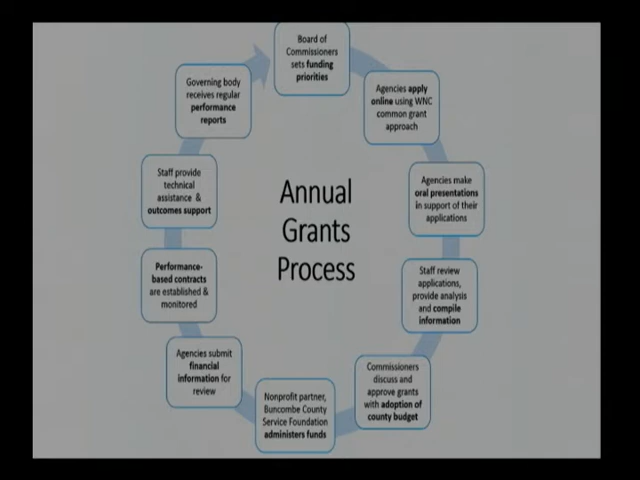 Board of
Commissioners
sets funding
priorities
Agencies apply
online using WNC
common grant
approach
Agencies make
oral presentations
in support of their
applications
Staff review
applications,
provide analysis
and compile
information
Commissioners
discuss and
approve grants
with adoption of
county budget
Nonprofit partner,
Buncombe County
Service Foundation
administers funds
Agencies submit
financial
information for
review
Performance-
based contracts
are established &
monitored
Staff provide
technical
assistance &
outcomes support
Governing body
receives regular
performance
reports
Annual
Grants
Process